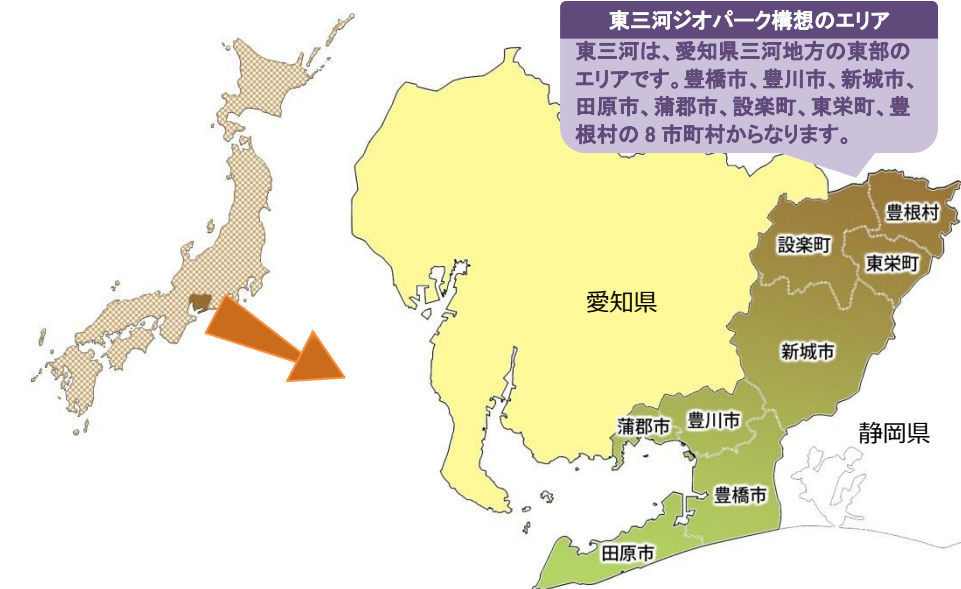 東三河ジオパーク構想のエリア
東三河は、愛知県三河地方の東部の
エリアです。豊橋市、豊川市、新城市、
田原市、蒲郡市、設楽町、東栄町、豊
根村の 8 市町村からなります。
豊根村
設楽町
東栄町
愛知県
新城市
蒲郡市
豊川市
静岡県
豊橋市
田原市